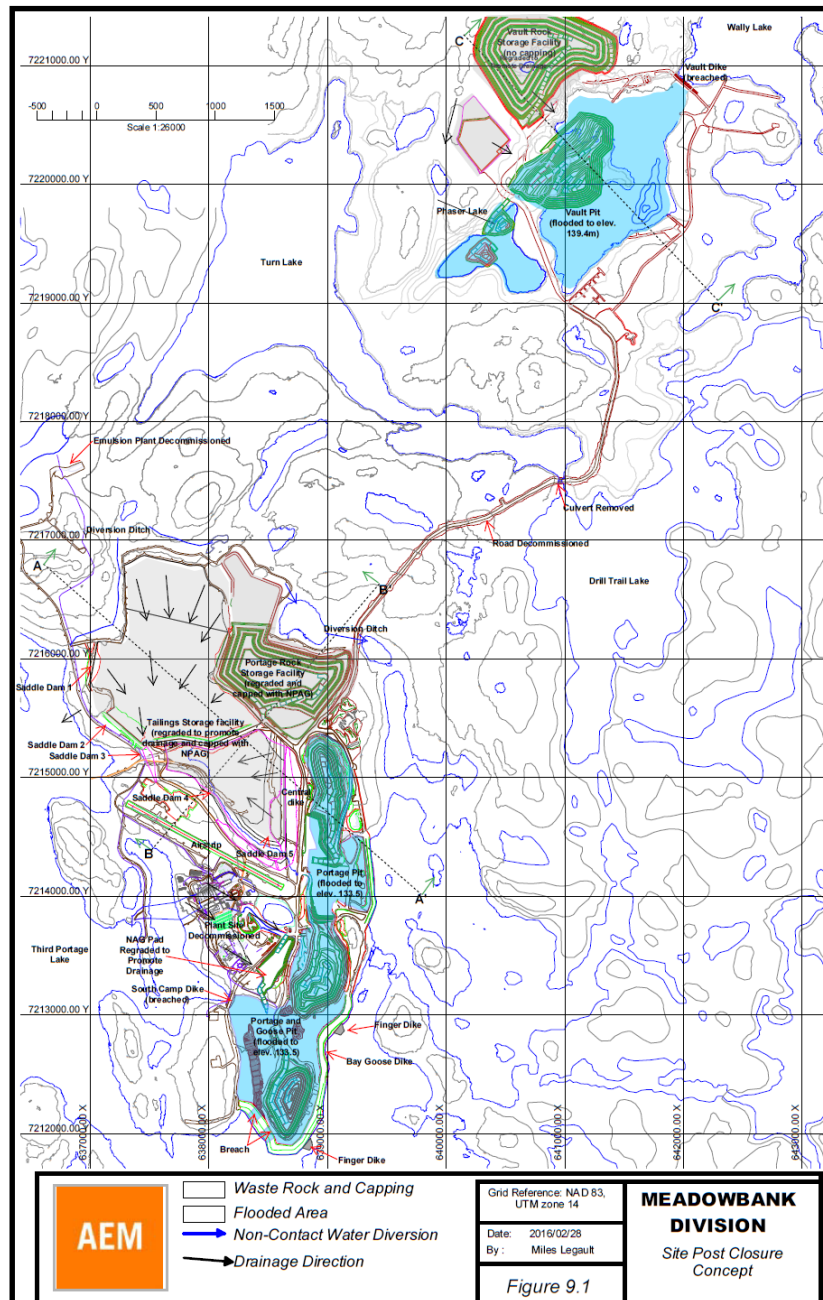 C
Vault Rock
Storage Facility
(no capping)
Wally Lake
7221000.00 Y
Vault Dike
(breached)
-500 0 500 1000 1500
Scale 1:26000
7220000.00 Y
Phaser Lake
Vault Pit
(flooded to elev.
139.4m)
Turn Lake
7219000.00 Y
C'
7218000.00 Y
Emulsion Plant Decommissioned
Culvert Removed
Diversion Ditch
7217000.00 Y
Road Decommissioned
A
B'
Drill Trail Lake
Diversion Ditch
7216000.00 Y
Portage Rock
Storage Facility
(regraded and
capped with NPAG)
Saddle Dam 1
Tailings Storage facility
(regraded to promote
drainage and capped with
NPAG)
Saddle Dam 2
Saddle Dam 3
7215000.00 Y
Saddle Dam 4
Central
dike
Airstrip
B
Saddle Dam 5
Portage Pit
(flooded to
elev. 133.5)
7214000.00 Y
A'
Plant Site
Decommissioned
NAG Pad
Regraded to
Promote
Drainage
Third Portage
Lake
South Camp Dike
(breached)
7213000.00 Y
Portage and
Goose Pit
(flooded to
elev. 133.5)
Finger Dike
Bay Goose Dike
7212000.00 Y
637000.00 X
638000.00 X
639000.00 X
640000.00 X
641000.00 X
642000.00 X
643000.00 X
Breach
Finger Dike
AEM
Waste Rock and Capping
Flooded Area
Non-Contact Water Diversion
Drainage Direction
Grid Reference: NAD 83,
UTM zone 14
Date: 2016/02/28
By : Miles Legault
Figure 9.1
MEADOWBANK
DIVISION
Site Post Closure
Concept